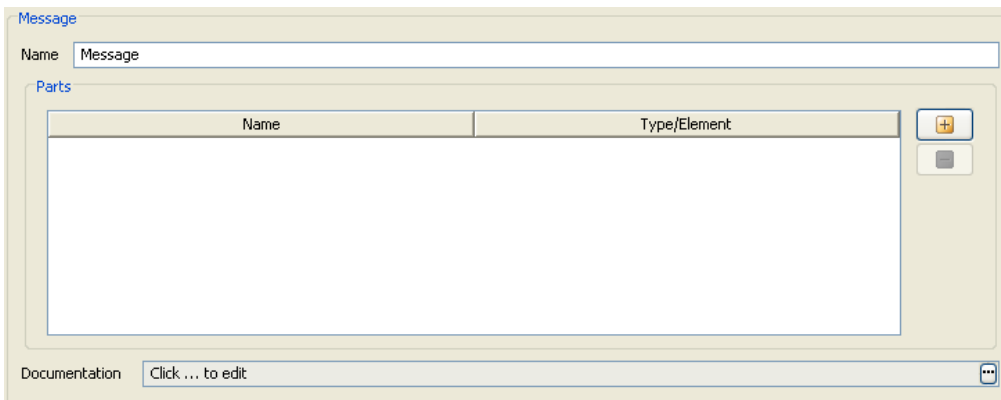 Message
Name Message
Parts
Name Type/Element
Documentation Click ... to edit